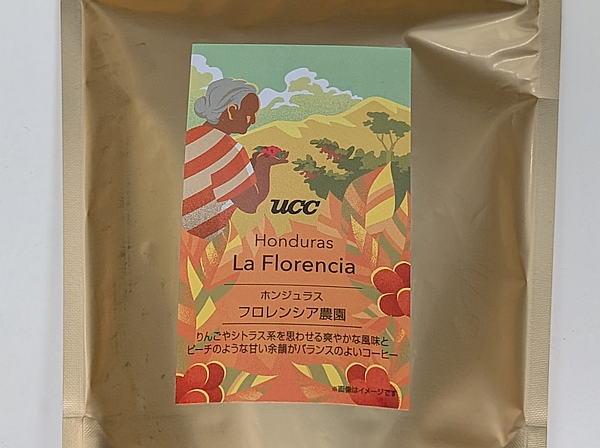 ucc
Honduras
La Florencia
ホンジュラス
フロレンシア農園
りんごやシトラス系を思わせる爽やかな風味と
ピーチのような甘い余韻がバランスのよいコーヒー
※画像はイメージです